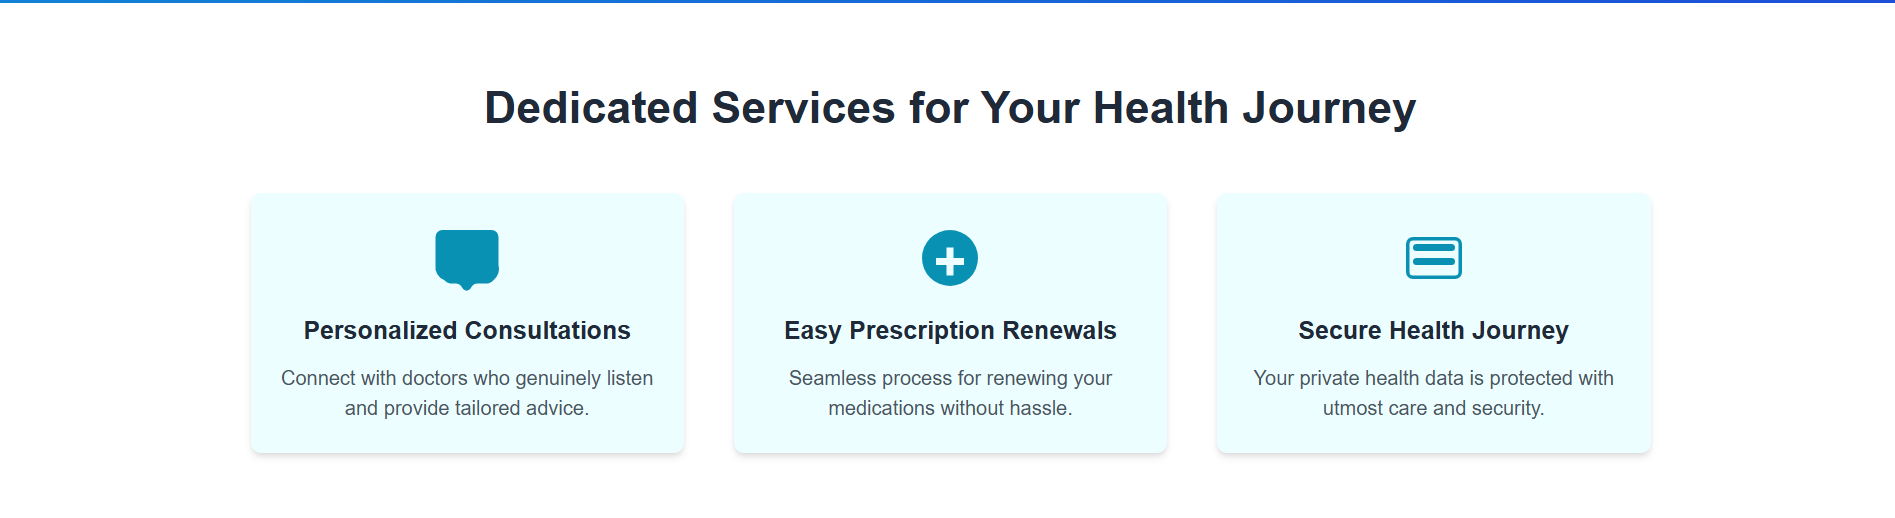 Dedicated Services for Your Health Journey
Personalized Consultations
Connect with doctors who genuinely listen
and provide tailored advice.
Easy Prescription Renewals
Seamless process for renewing your
medications without hassle.
Secure Health Journey
Your private health data is protected with
utmost care and security.